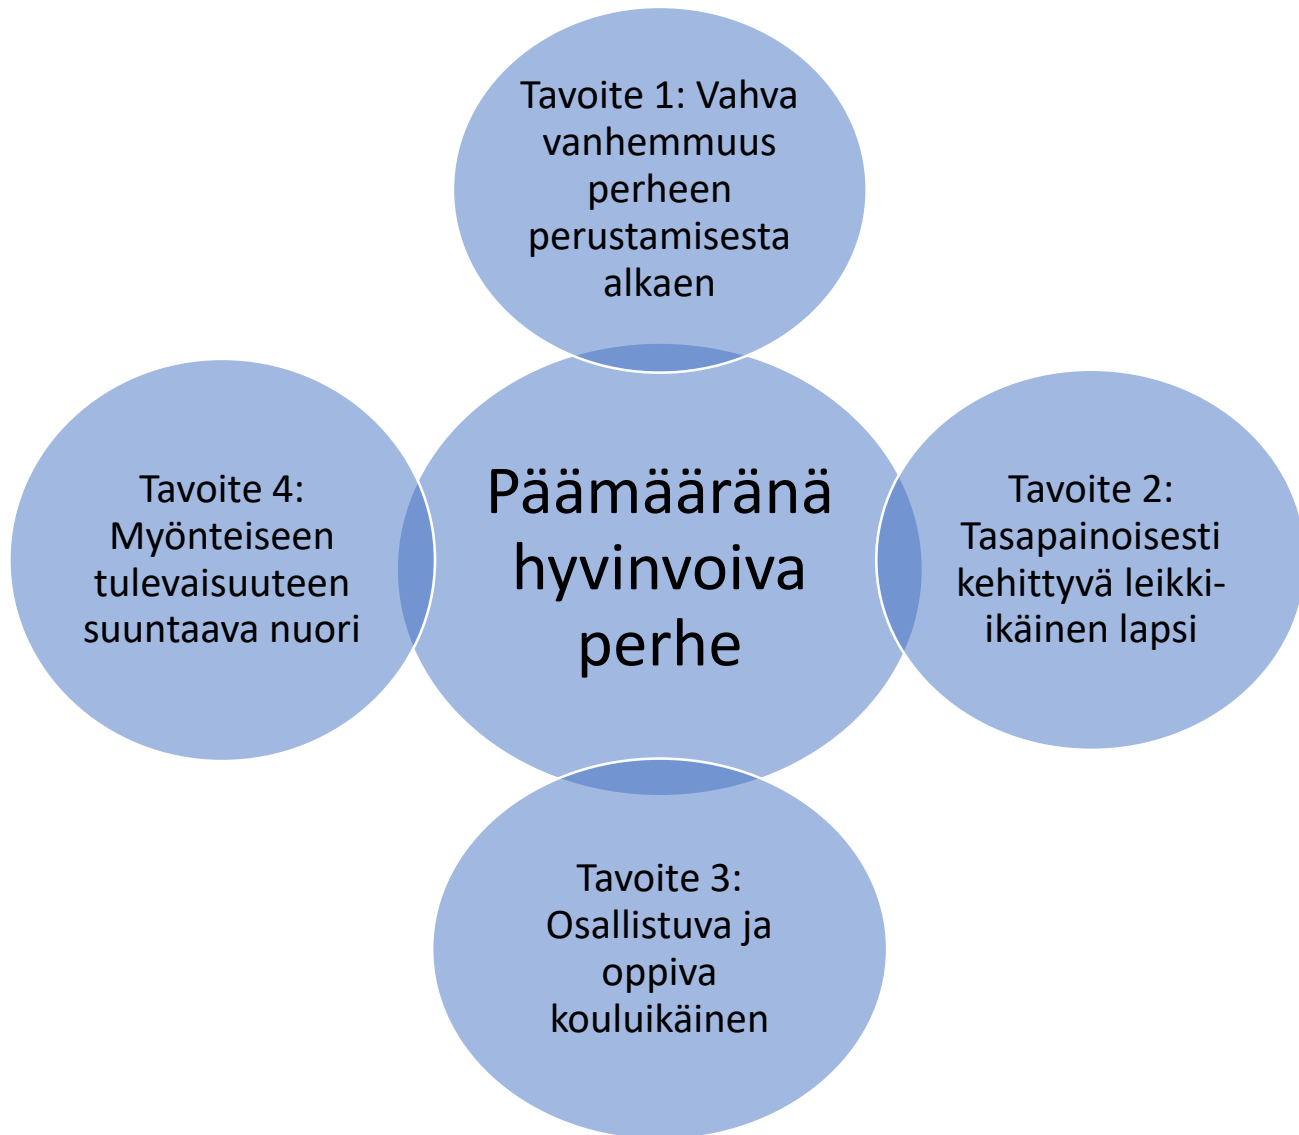 Tavoite 1: Vahva
vanhemmuus
perheen
perustamisesta
alkaen
Päämääränä
hyvinvoiva
perhe
Tavoite 2:
Tasapainoisesti
kehittyvä leikki-
ikäinen lapsi
Tavoite 3:
Osallistuva ja
oppiva
kouluikäinen
Tavoite 4:
Myönteiseen
tulevaisuuteen
suuntaava nuori